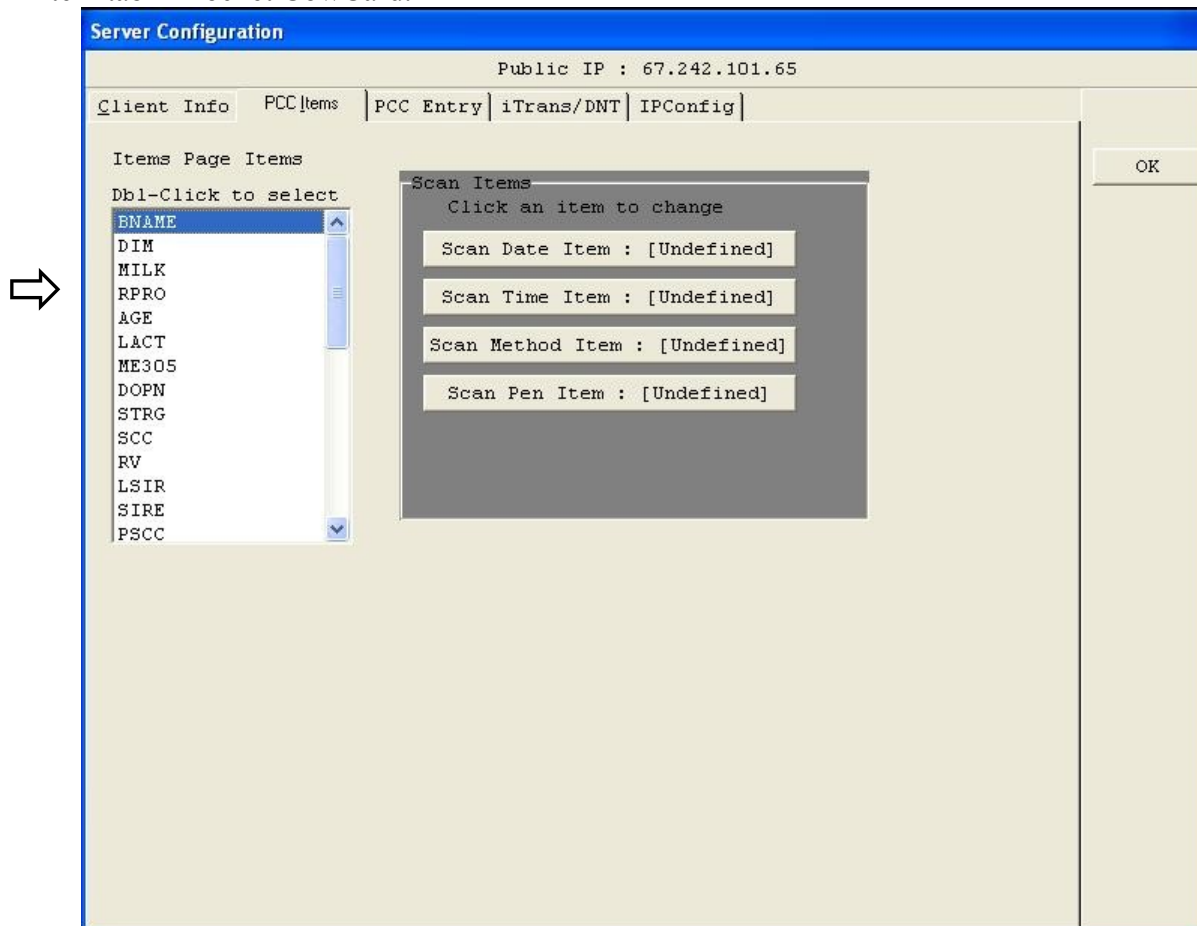 Server Configuration
Public IP : 67.242.101.65
Client Info PCC Items PCC Entry iTrans/DNT IPConfig
Items Page Items
Dbl-Click to select
BNAME
DIM
MILK
RPRO
AGE
LACT
ME305
DOPN
STRG
SCC
RV
LSIR
SIRE
PSCC
Scan Items
Click an item to change
Scan Date Item : [Undefined]
Scan Time Item : [Undefined]
Scan Method Item : [Undefined]
Scan Pen Item : [Undefined]
OK